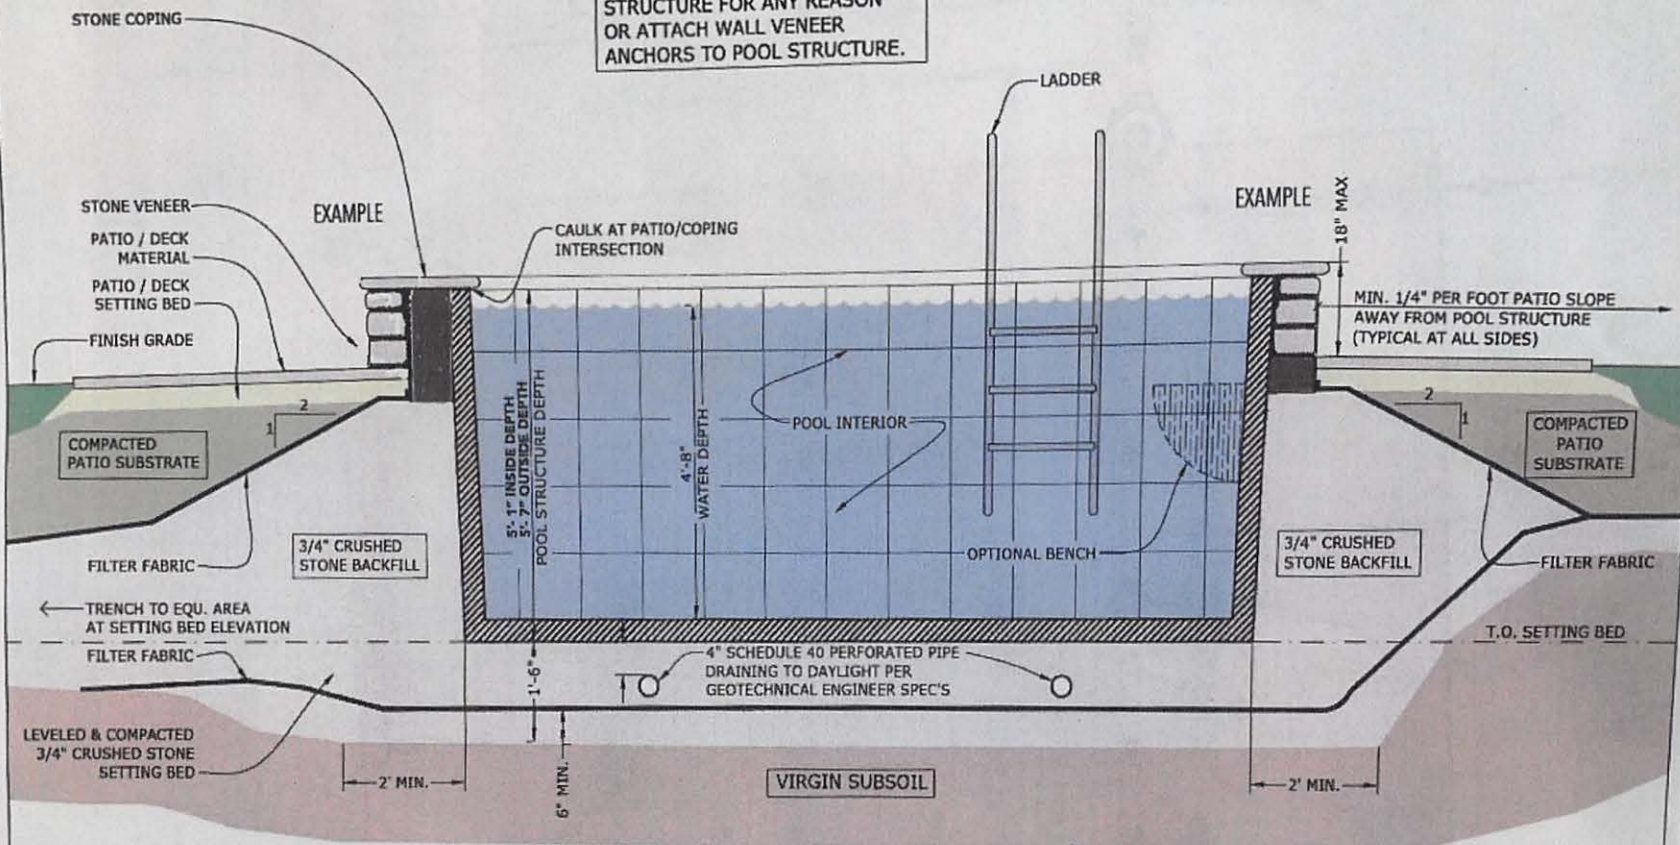 STONE COPING
STRUCTURE FOR ANY REASON
OR ATTACH WALL VENEER
ANCHORS TO POOL STRUCTURE.
LADDER
STONE VENEER
EXAMPLE
PATIO / DECK
MATERIAL
PATIO / DECK
SETTING BED
FINISH GRADE
CAULK AT PATIO/COPING
INTERSECTION
EXAMPLE
18" MAX
MIN. 1/4" PER FOOT PATIO SLOPE
AWAY FROM POOL STRUCTURE
(TYPICAL AT ALL SIDES)
2
1
COMPACTED
PATIO SUBSTRATE
5'- 1" INSIDE DEPTH
5'- 7" OUTSIDE DEPTH
POOL STRUCTURE DEPTH
4'-8"
WATER DEPTH
POOL INTERIOR
2
1
COMPACTED
PATIO
SUBSTRATE
FILTER FABRIC
3/4" CRUSHED
STONE BACKFILL
OPTIONAL BENCH
3/4" CRUSHED
STONE BACKFILL
FILTER FABRIC
TRENCH TO EQU. AREA
AT SETTING BED ELEVATION
T.O. SETTING BED
FILTER FABRIC
1'-6"
4" SCHEDULE 40 PERFORATED PIPE
DRAINING TO DAYLIGHT PER
GEOTECHNICAL ENGINEER SPEC'S
LEVELED & COMPACTED
3/4" CRUSHED STONE
SETTING BED
2' MIN.
6" MIN.
VIRGIN SUBSOIL
2' MIN.